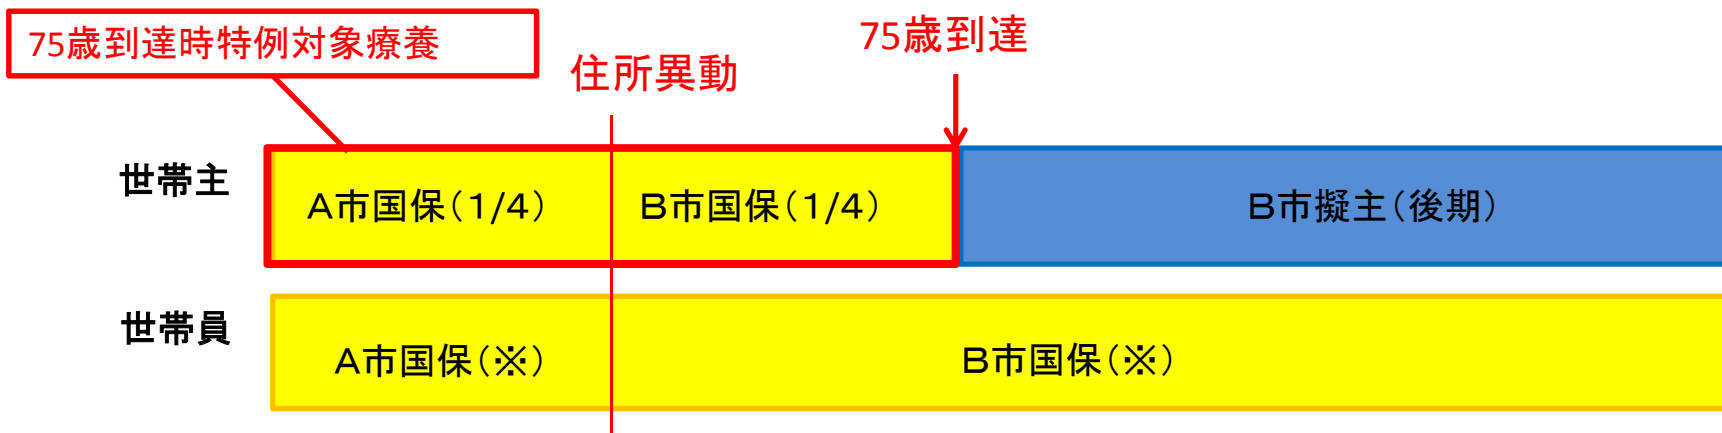 75歳到達時特例対象療養
住所異動
75歳到達
世帯主
A市国保(1/4)
B市国保(1/4)
B市擬主(後期)
世帯員
A市国保(※)
B市国保(※)